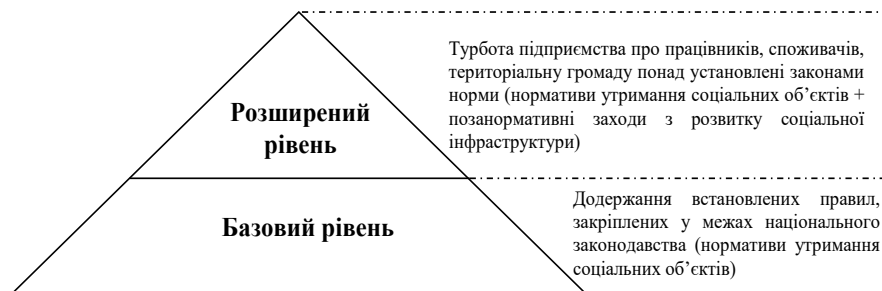 Турбота підприємства про працівників, споживачів,
територіальну громаду понад установлені законами
норми (нормативи утримання соціальних об’єктів +
позанормативні заходи з розвитку соціальної
інфраструктури)
Розширений
рівень
Додержання встановлених правил,
закріплених у межах національного
законодавства (нормативи утримання
соціальних об’єктів)
Базовий рівень